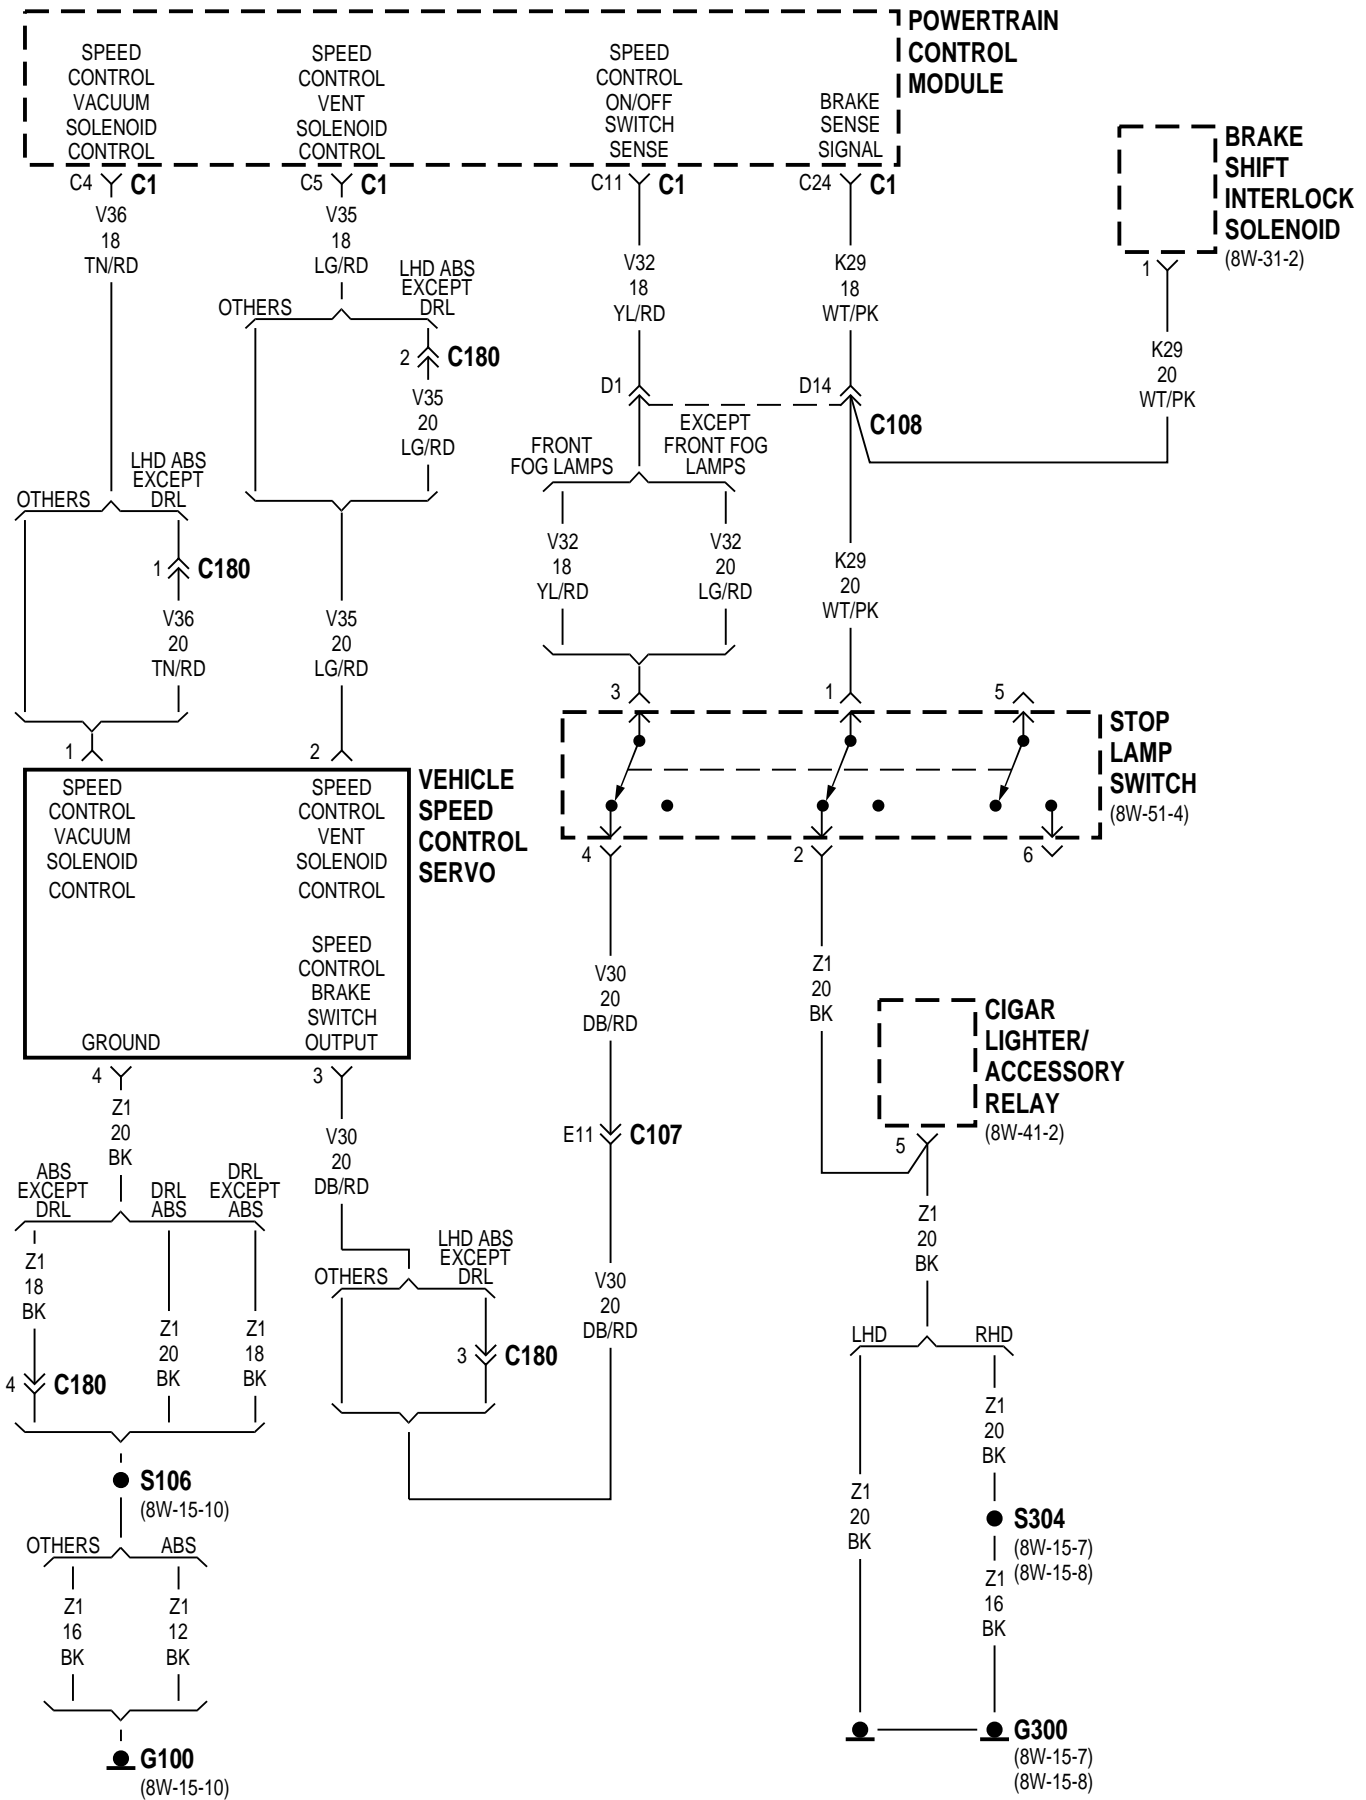 POWERTRAIN
CONTROL
MODULE
SPEED
CONTROL
VACUUM
SOLENOID
CONTROL
SPEED
CONTROL
VENT
SOLENOID
CONTROL
SPEED
CONTROL
ON/OFF
SWITCH
SENSE
BRAKE
SENSE
SIGNAL
C4 C1
C5 C1
C11 C1
C24 C1
BRAKE
SHIFT
INTERLOCK
SOLENOID
(8W-31-2)
1
V36
18
TN/RD
V35
18
LG/RD
V32
18
YL/RD
K29
18
WT/PK
K29
20
WT/PK
OTHERS
LHD ABS
EXCEPT
DRL
2 C180
V35
20
LG/RD
D1
D14
C108
FRONT
FOG LAMPS
EXCEPT
FRONT FOG
LAMPS
OTHERS
LHD ABS
EXCEPT
DRL
1 C180
V36
20
TN/RD
V35
20
LG/RD
V32
18
YL/RD
V32
20
LG/RD
K29
20
WT/PK
1
2
3
1
5
STOP
LAMP
SWITCH
(8W-51-4)
4
2
6
VEHICLE
SPEED
CONTROL
SERVO
SPEED
CONTROL
VACUUM
SOLENOID
CONTROL
SPEED
CONTROL
VENT
SOLENOID
CONTROL
SPEED
CONTROL
BRAKE
SWITCH
OUTPUT
GROUND
4
3
Z1
20
BK
V30
20
DB/RD
V30
20
DB/RD
Z1
20
BK
CIGAR
LIGHTER/
ACCESSORY
RELAY
(8W-41-2)
5
E11 C107
ABS
EXCEPT
DRL
DRL
ABS
DRL
EXCEPT
ABS
Z1
18
BK
Z1
20
BK
Z1
18
BK
4 C180
OTHERS
LHD ABS
EXCEPT
DRL
3 C180
V30
20
DB/RD
Z1
20
BK
LHD
RHD
Z1
20
BK
Z1
20
BK
S106
(8W-15-10)
S304
(8W-15-7)
(8W-15-8)
OTHERS
ABS
Z1
16
BK
Z1
12
BK
Z1
16
BK
G100
(8W-15-10)
G300
(8W-15-7)
(8W-15-8)